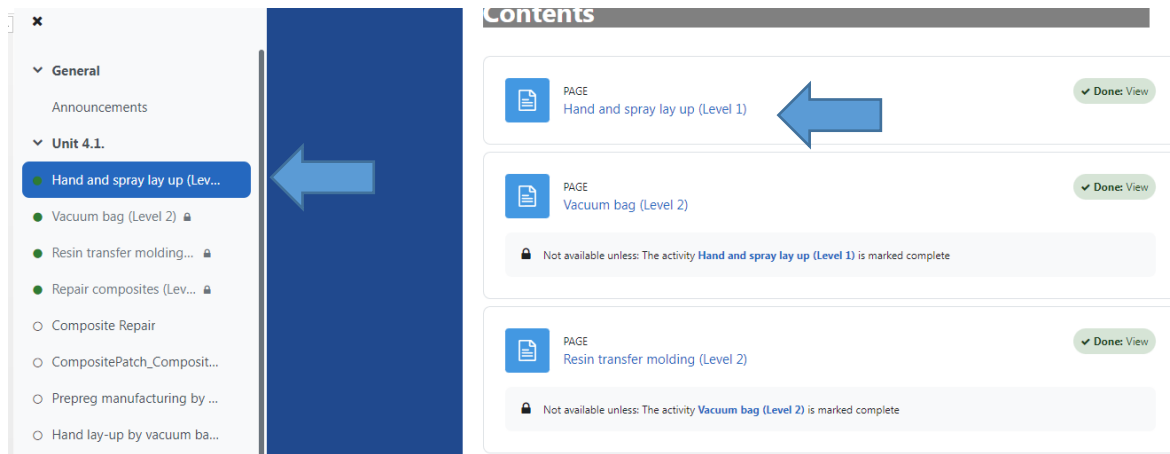 General
Announcements
Unit 4.1.
Hand and spray lay up (Lev...
Vacuum bag (Level 2)
Resin transfer molding...
Repair composites (Lev...
Composite Repair
CompositePatch_Composit...
Prepreg manufacturing by ...
Hand lay-up by vacuum ba...
Contents
PAGE
Hand and spray lay up (Level 1)
Done: View
PAGE
Vacuum bag (Level 2)
Done: View
Not available unless: The activity Hand and spray lay up (Level 1) is marked complete
PAGE
Resin transfer molding (Level 2)
Done: View
Not available unless: The activity Vacuum bag (Level 2) is marked complete